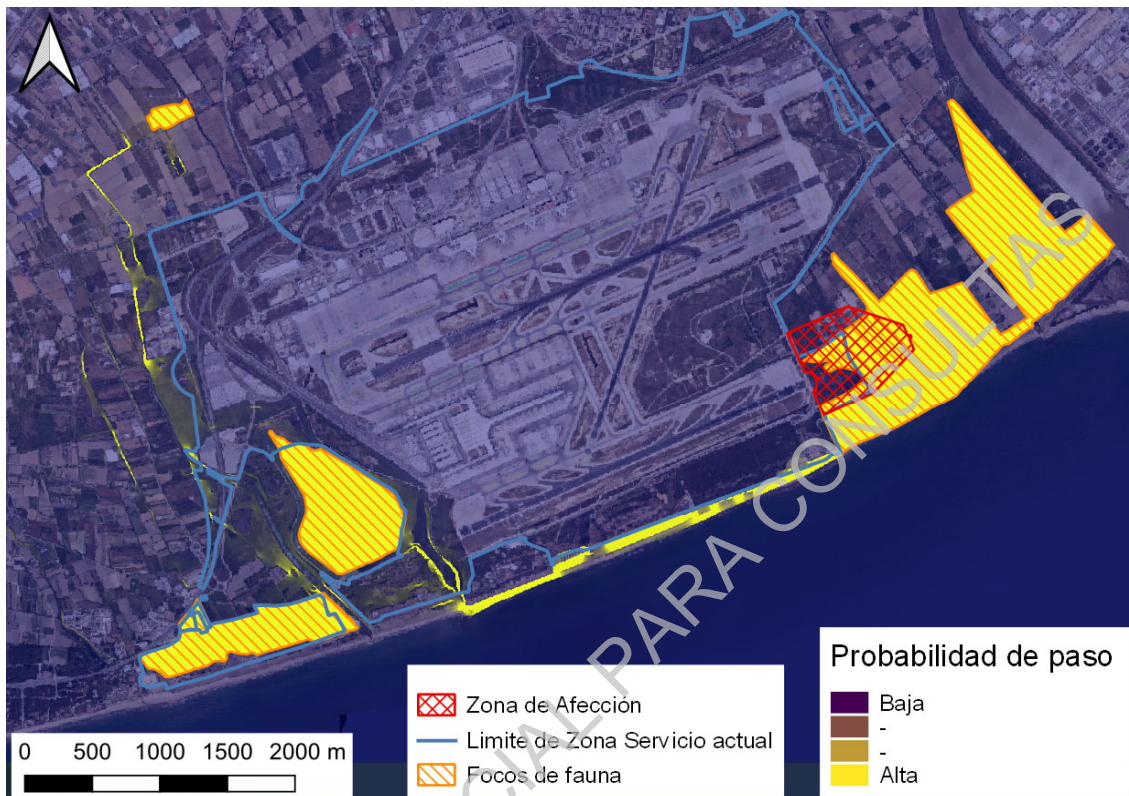 Zona de Afección
Limite de Zona Servicio actual
Focos de fauna
Probabilidad de paso
Baja
-
-
Alta
0 500 1000 1500 2000 m
CIAL PARA CONSULTAS